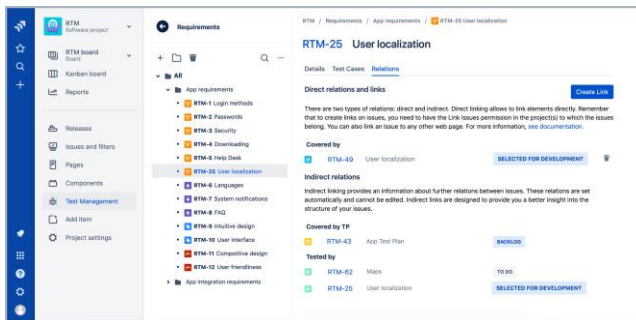 RTM
Software project
RTM board
Board
Kanban board
Reports
Releases
Issues and filters
Pages
Components
Test Management
Add item
Project settings
Requirements
All
App requirements
RTM-1 Login methods
RTM-2 Passwords
RTM-3 Security
RTM-4 Downloading
RTM-5 Help Desk
RTM-25 User localization
RTM-6 Languages
RTM-7 System notifications
RTM-8 FAQ
RTM-9 Intuitive design
RTM-10 User interface
RTM-11 Competitive design
RTM-12 User friendliness
App Integration requirements
RTM / Requirements / App requirements / RTM-25 User localization
RTM-25 User localization
Details Test Cases Relations
Direct relations and links
Create Link
There are two types of relations: direct and indirect. Direct linking allows to link elements directly. Remember
that to create links on issues, you need to have the Link Issues permission in the project(s) to which the issues
belong. You can also link an issue to any other web page. For more information, see documentation.
Covered by
RTM-49 User localization SELECTED FOR DEVELOPMENT
Indirect relations
Indirect linking provides an information about further relations between issues. These relations are set
automatically and cannot be edited. Indirect links are designed to provide you a better insight into the
structure of your issues.
Covered by TP
RTM-43 App Test Plan BACKLOG
Tested by
RTM-62 Maps TO DO
RTM-26 User localization SELECTED FOR DEVELOPMENT